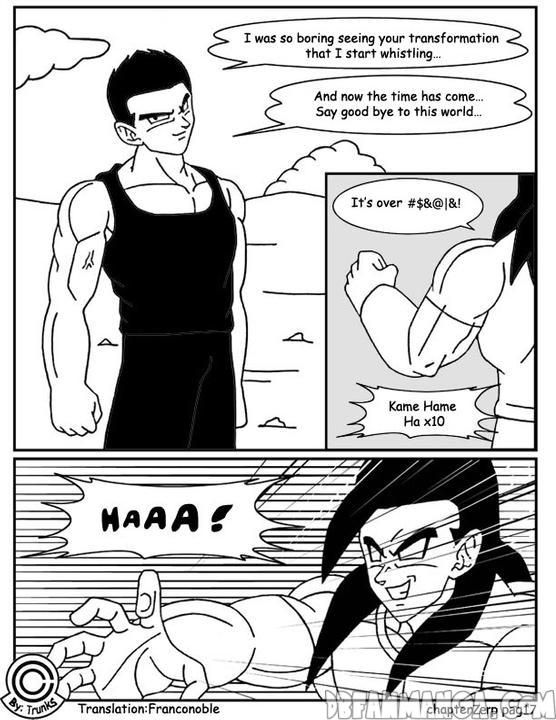 I was so boring seeing your transformation
that I start whistling...
And now the time has come...
Say good bye to this world...
It's over #$&@|&!
Kame Hame
Ha x10
HAAA!
By: Trunks
Translation:Franconoble
DBFANMANGA.COM
chapterZero pag17